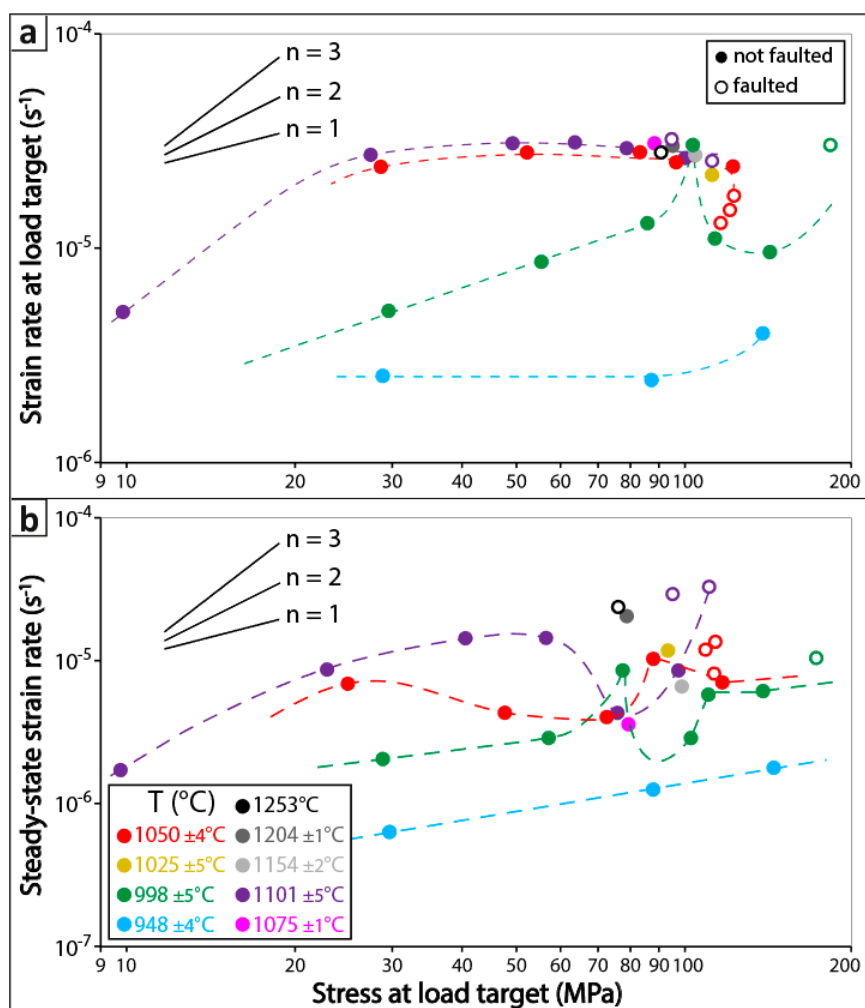 a
10⁻⁴
n = 3
n = 2
n = 1
not faulted
faulted
Strain rate at load target (s⁻¹)
10⁻⁵
10⁻⁶
9 10 20 30 40 50 60 70 80 90 100 200
b
10⁻⁴
n = 3
n = 2
n = 1
Steady-state strain rate (s⁻¹)
10⁻⁵
10⁻⁶
10⁻⁷
T (°C)
1253°C
1050 ±4°C
1204 ±1°C
1025 ±5°C
1154 ±2°C
998 ±5°C
1101 ±5°C
948 ±4°C
1075 ±1°C
9 10 20 30 40 50 60 70 80 90 100 200
Stress at load target (MPa)